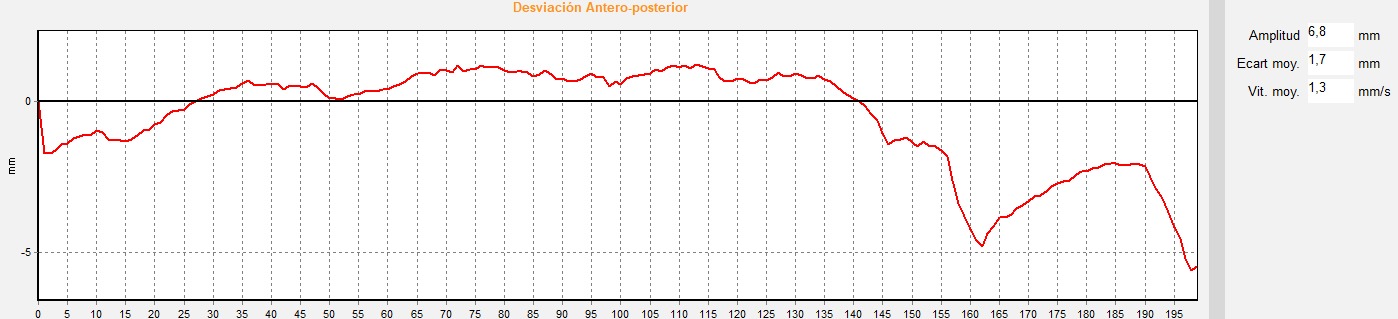 Desviación Antero-posterior
Amplitud 6,8 mm
Ecart moy. 1,7 mm
Vit. moy. 1,3 mm/s
0
mm
-5
0 5 10 15 20 25 30 35 40 45 50 55 60 65 70 75 80 85 90 95 100 105 110 115 120 125 130 135 140 145 150 155 160 165 170 175 180 185 190 195